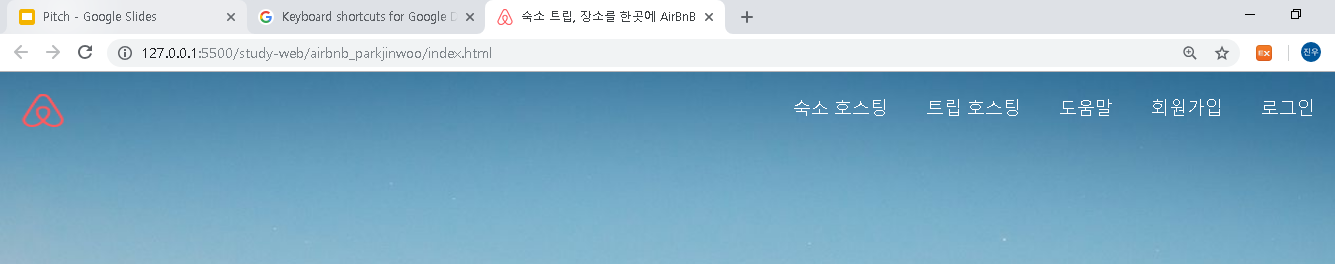 Pitch - Google Slides
Keyboard shortcuts for Google D
숙소 트립, 장소를 한곳에 AirBnB
127.0.0.1:5500/study-web/airbnb_parkjinwoo/index.html
EX
진우
숙소 호스팅 트립 호스팅 도움말 회원가입 로그인